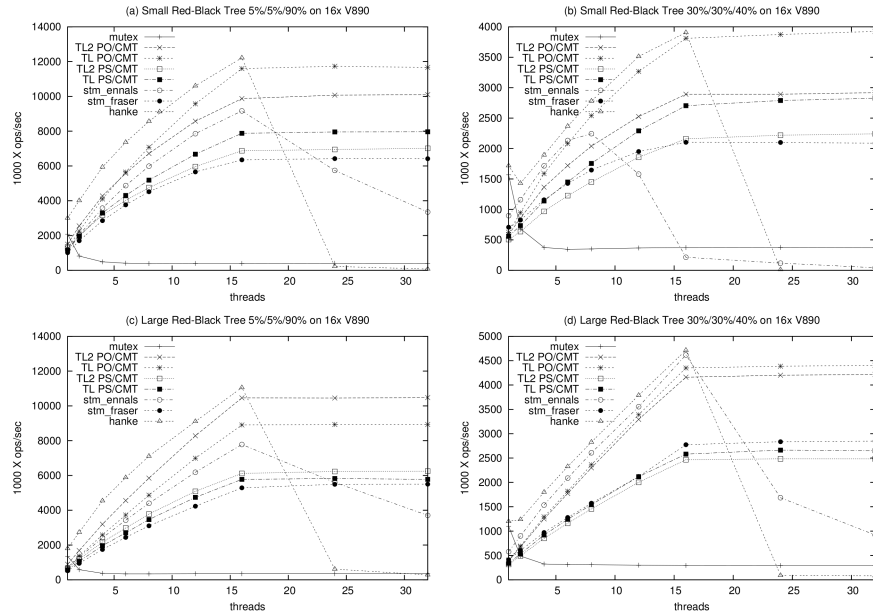 (a) Small Red-Black Tree 5%/5%/90% on 16x V890
14000
12000
10000
8000
6000
4000
2000
0
1000 X ops/sec
mutex
TL2 PO/CMT
TL PO/CMT
TL2 PS/CMT
TL PS/CMT
stm_ennals
stm_fraser
hanke
5 10 15 20 25 30
threads
(b) Small Red-Black Tree 30%/30%/40% on 16x V890
4000
3500
3000
2500
2000
1500
1000
500
0
1000 X ops/sec
mutex
TL2 PO/CMT
TL PO/CMT
TL2 PS/CMT
TL PS/CMT
stm_ennals
stm_fraser
hanke
5 10 15 20 25 30
threads
(c) Large Red-Black Tree 5%/5%/90% on 16x V890
14000
12000
10000
8000
6000
4000
2000
0
1000 X ops/sec
mutex
TL2 PO/CMT
TL PO/CMT
TL2 PS/CMT
TL PS/CMT
stm_ennals
stm_fraser
hanke
5 10 15 20 25 30
threads
(d) Large Red-Black Tree 30%/30%/40% on 16x V890
5000
4500
4000
3500
3000
2500
2000
1500
1000
500
0
1000 X ops/sec
mutex
TL2 PO/CMT
TL PO/CMT
TL2 PS/CMT
TL PS/CMT
stm_ennals
stm_fraser
hanke
5 10 15 20 25 30
threads